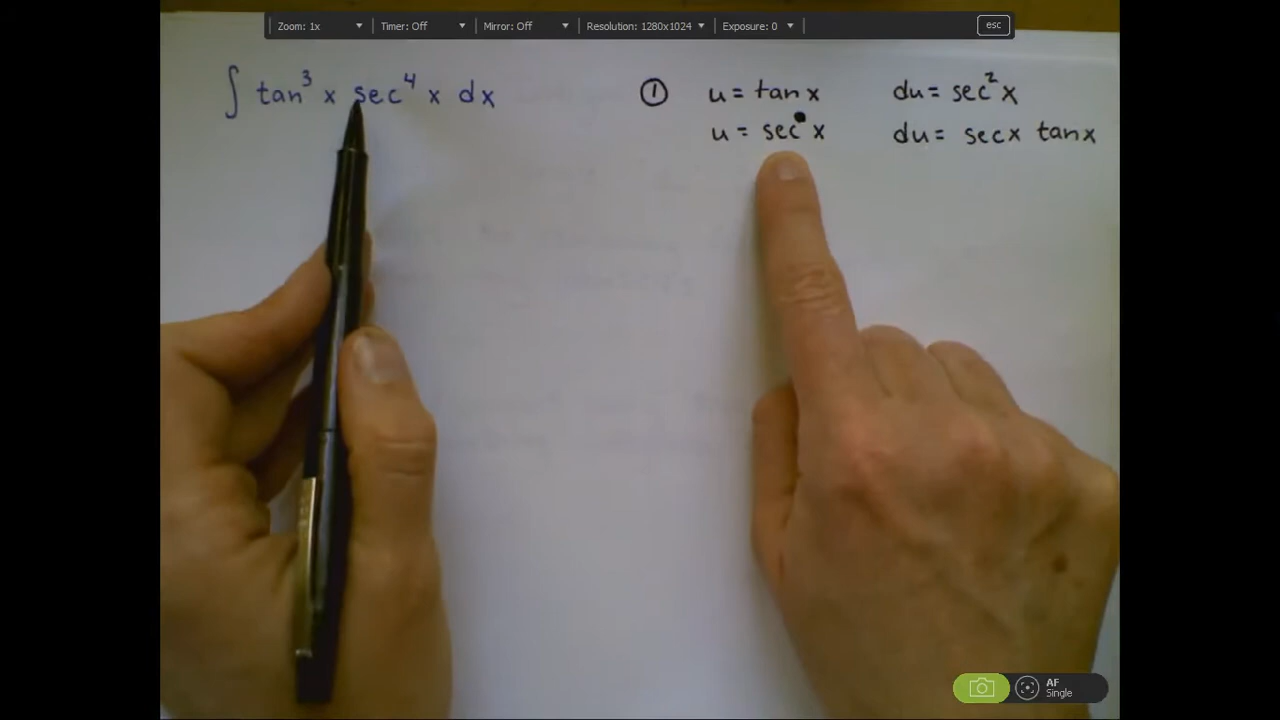 Zoom: 1x Timer: Off Mirror: Off Resolution: 1280x1024 Exposure: 0 esc
∫ tan³ x sec⁴ x dx ① u = tan x du = sec² x
u = sec x du = sec x tan x
AF
Single